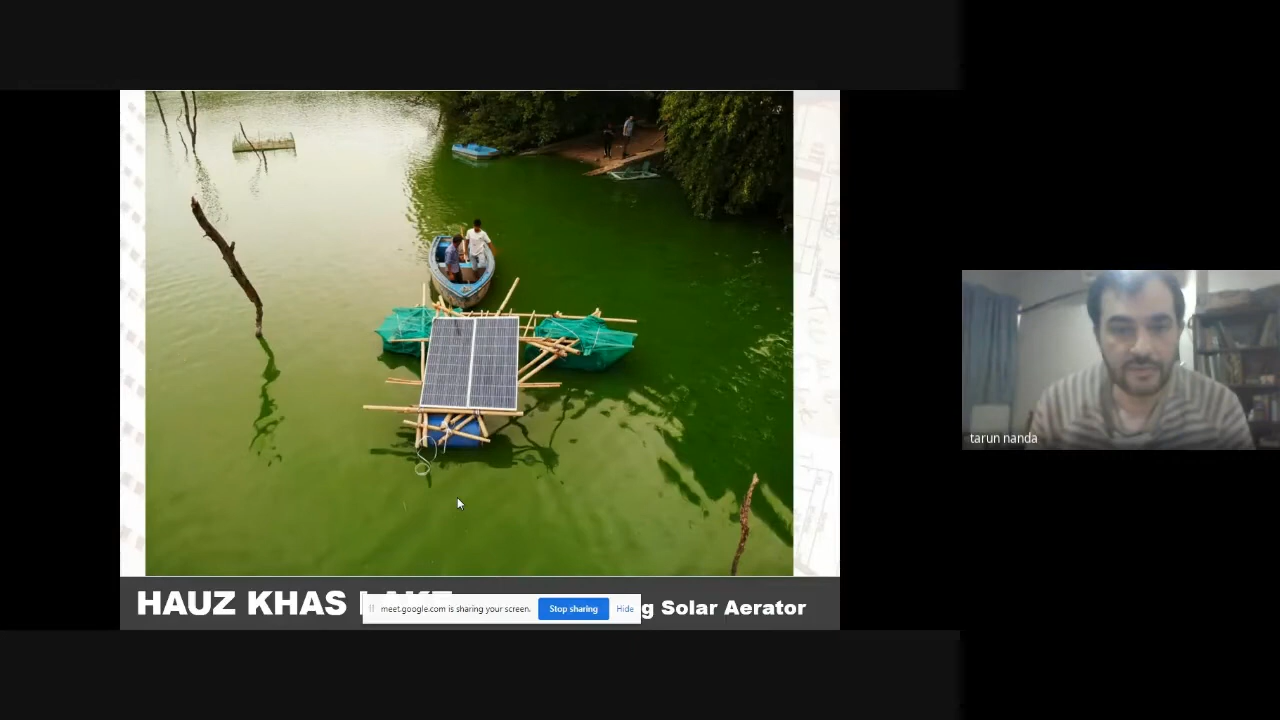 tarun nanda
HAUZ KHAS
g Solar Aerator
meet.google.com is sharing your screen.
Stop sharing
Hide